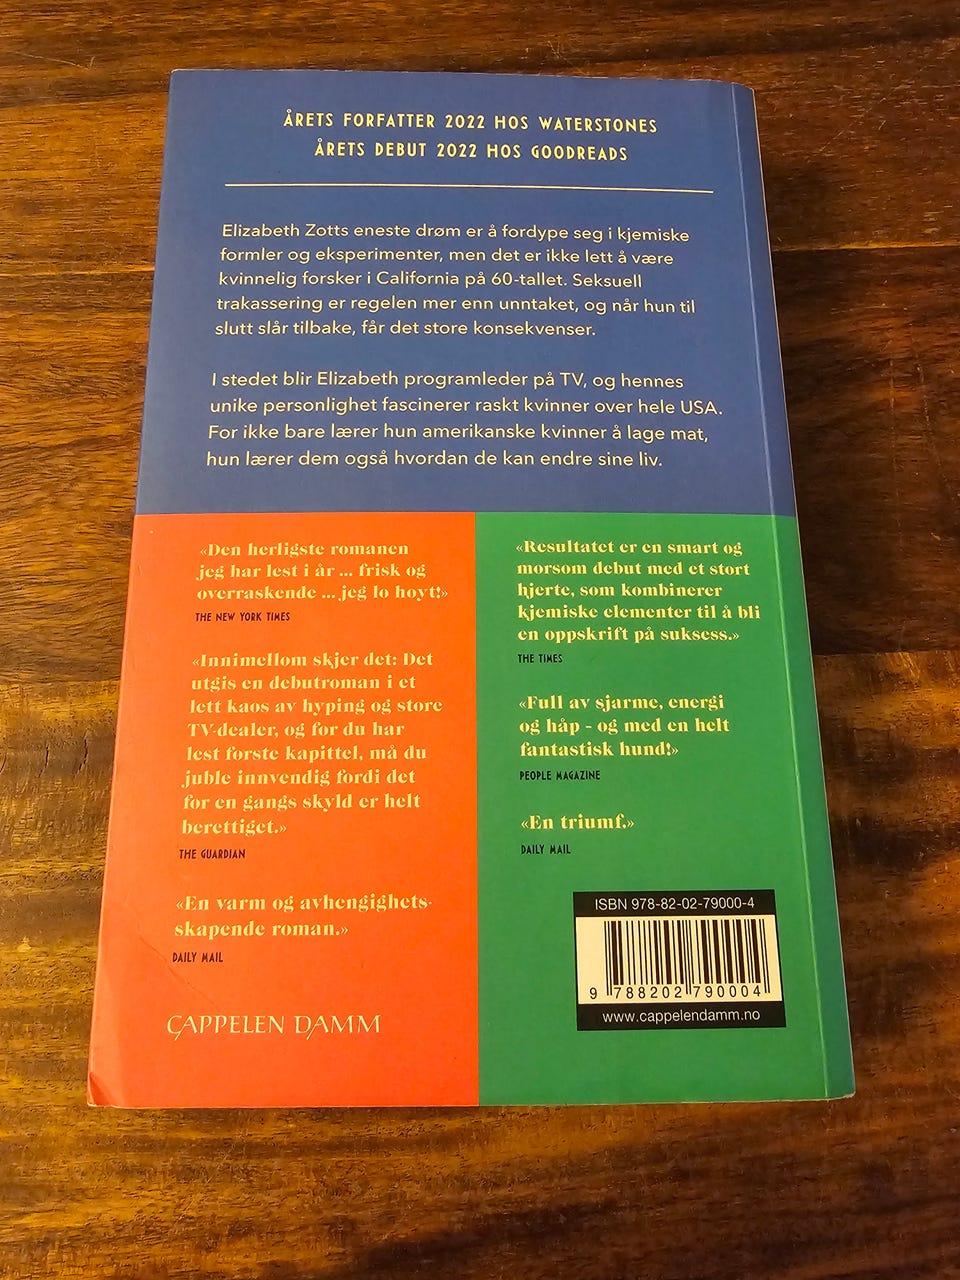 ÅRETS FORFATTER 2022 HOS WATERSTONES
ÅRETS DEBUT 2022 HOS GOODREADS
Elizabeth Zotts eneste drøm er å fordype seg i kjemiske
formler og eksperimenter, men det er ikke lett å være
kvinnelig forsker i California på 60-tallet. Seksuell
trakassering er regelen mer enn unntaket, og når hun til
slutt slår tilbake, får det store konsekvenser.
I stedet blir Elizabeth programleder på TV, og hennes
unike personlighet fascinerer raskt kvinner over hele USA.
For ikke bare lærer hun amerikanske kvinner å lage mat,
hun lærer dem også hvordan de kan endre sine liv.
«Den herligste romanen
jeg har lest i år ... frisk og
overraskende ... jeg lo høyt!»
THE NEW YORK TIMES
«Innimellom skjer det: Det
utgis en debutroman i et
lett kaos av hyping og store
TV-dealer, og før du har
lest første kapittel, må du
juble innvendig fordi det
for en gangs skyld er helt
berettiget.»
THE GUARDIAN
«En varm og avhengighets-
skapende roman.»
DAILY MAIL
CAPPELEN DAMM
«Resultatet er en smart og
morsom debut med et stort
hjerte, som kombinerer
kjemiske elementer til å bli
en oppskrift på suksess.»
THE TIMES
«Full av sjarme, energi
og håp – og med en helt
fantastisk hund!»
PEOPLE MAGAZINE
«En triumf.»
DAILY MAIL
ISBN 978-82-02-79000-4
9 788202 790004
www.cappelendamm.no